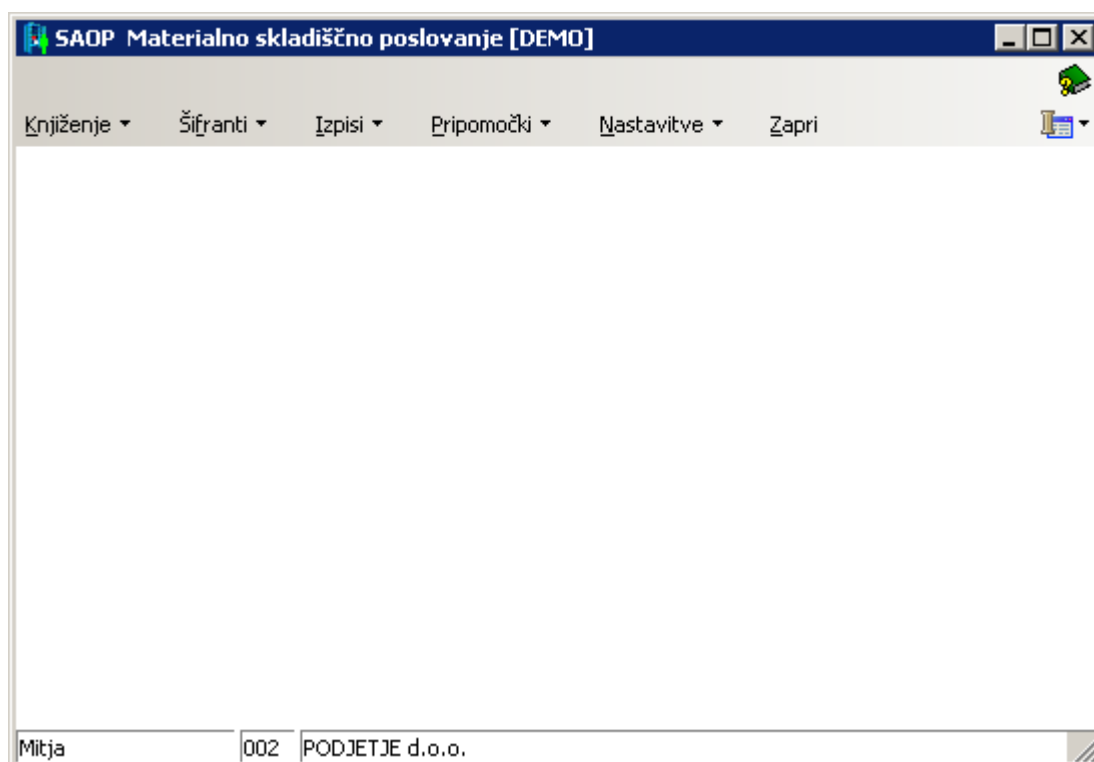 SAOP Materialno skladiščno poslovanje [DEMO]
Knjiženje Šifranti Izpisi Pripomočki Nastavitve Zapri
Mitja 002 PODJETJE d.o.o.